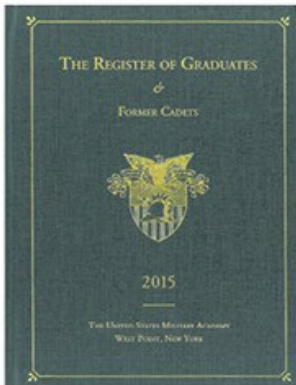 THE REGISTER OF GRADUATES
&
FORMER CADETS
2015
THE UNITED STATES MILITARY ACADEMY
WEST POINT, NEW YORK